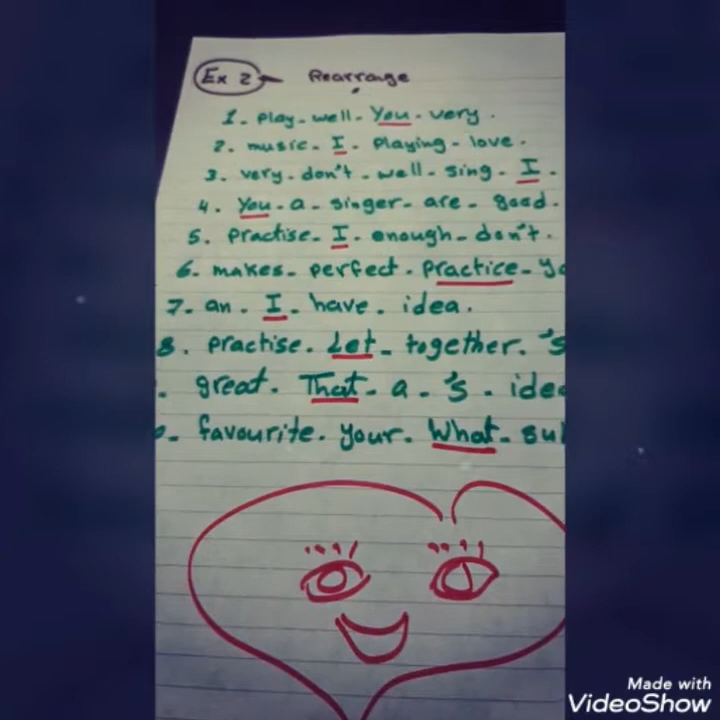 Ex 2 Rearrange
1. play - well - You - very.
2. music - I - playing - love.
3. very - don't - well - sing - I.
4. You - a - singer - are - good.
5. practise - I - enough - don't.
6. makes - perfect - practice -
7. an - I - have - idea.
8. practise - Let - together - 's
. great - That - a - 's -
favourite - your - What -
Made with
VideoShow